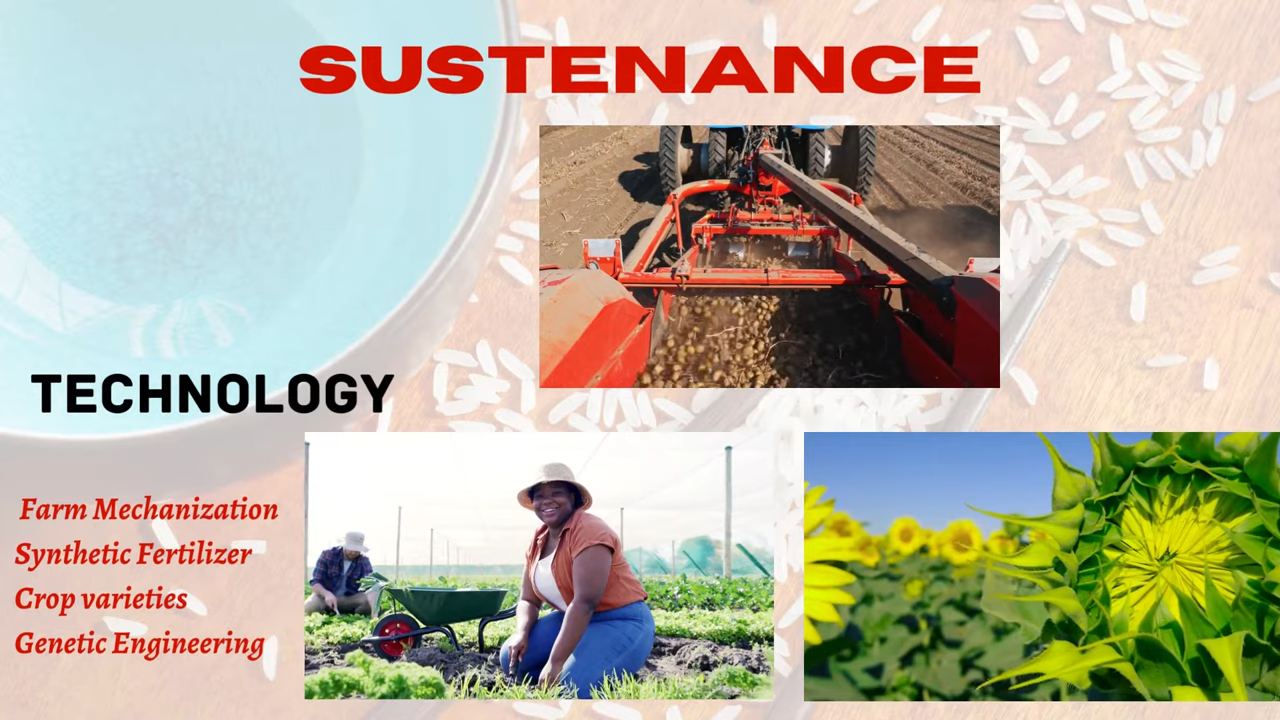 SUSTENANCE
TECHNOLOGY
Farm Mechanization
Synthetic Fertilizer
Crop varieties
Genetic Engineering